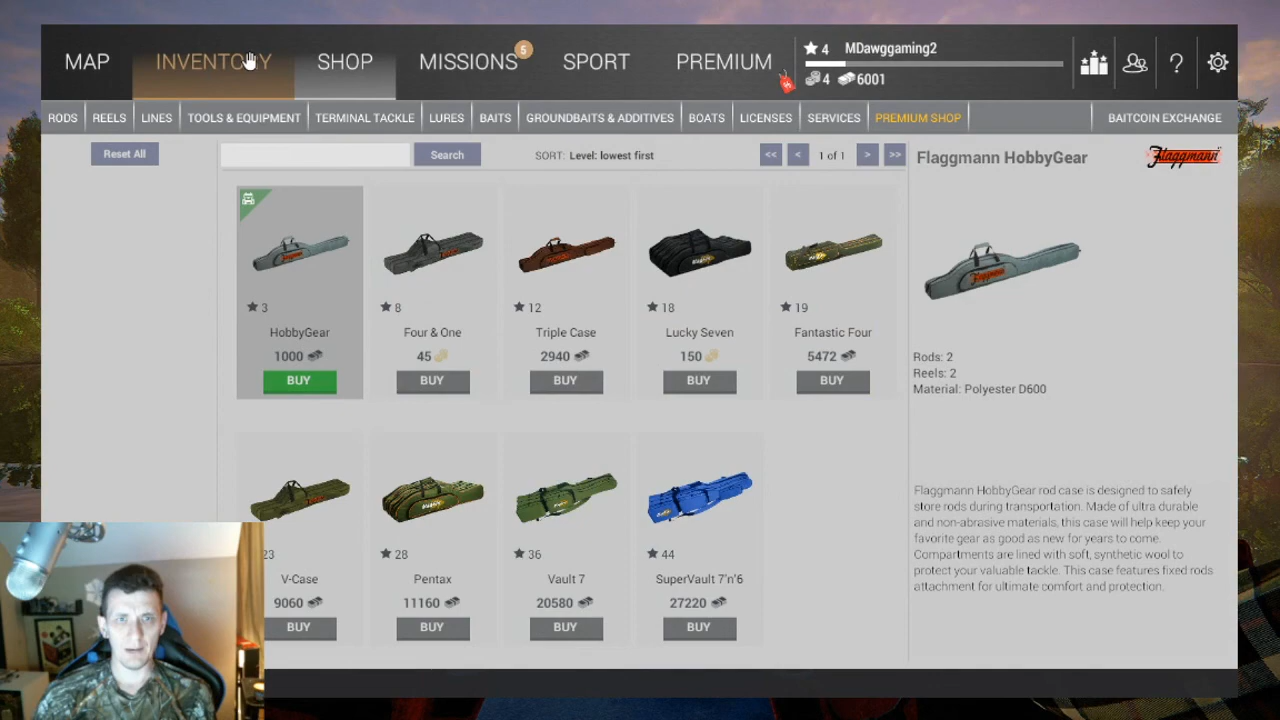 MAP INVENTORY SHOP MISSIONS 5 SPORT PREMIUM 4 MDawggaming2
4 6001 ?
RODS REELS LINES TOOLS & EQUIPMENT TERMINAL TACKLE LURES BAITS GROUNDBAITS & ADDITIVES BOATS LICENSES SERVICES PREMIUM SHOP BAITCOIN EXCHANGE
Reset All Search SORT: Level: lowest first << < 1 of 1 > >>
Flaggmann HobbyGear Flaggmann
3 8 12 18 19
HobbyGear Four & One Triple Case Lucky Seven Fantastic Four
1000 45 2940 150 5472
BUY BUY BUY BUY BUY
Rods: 2
Reels: 2
Material: Polyester D600
Flaggmann HobbyGear rod case is designed to safely
store rods during transportation. Made of ultra durable
and non-abrasive materials, this case will help keep your
favorite gear as good as new for years to come.
Compartments are lined with soft, synthetic wool to
protect your valuable tackle. This case features fixed rods
attachment for ultimate comfort and protection.
23 28 36 44
V-Case Pentax Vault 7 SuperVault 7'n'6
9060 11160 20580 27220
BUY BUY BUY BUY